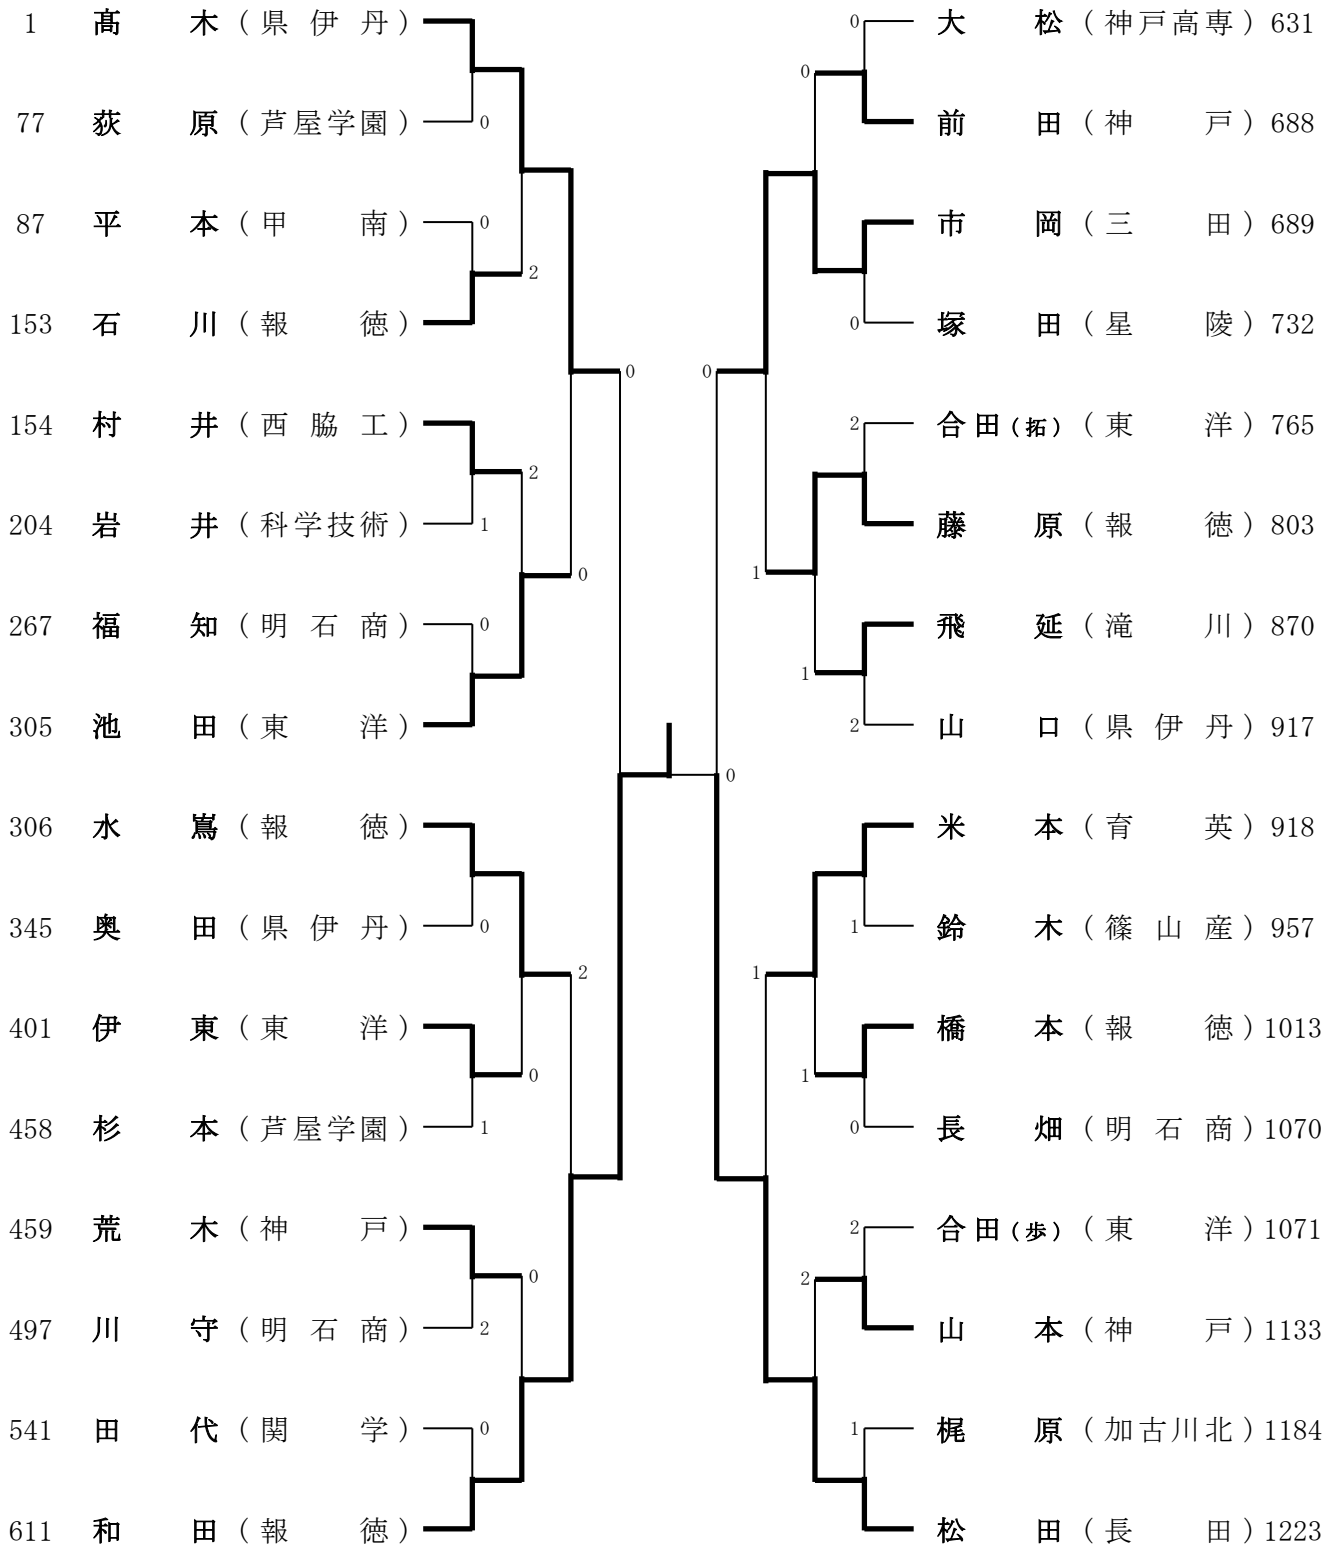 1 髙木（県伊丹） 0 大松（神戸高専）631
0
77 荻原（芦屋学園） 0 前田（神戸）688
87 平本（甲南） 0 市岡（三田）689
2
153 石川（報徳） 0 塚田（星陵）732
0 0
154 村井（西脇工） 2 合田（拓）（東洋）765
2
204 岩井（科学技術） 1 藤原（報徳）803
0 1
267 福知（明石商） 0 飛延（滝川）870
1
305 池田（東洋） 2 山口（県伊丹）917
0
306 水嶌（報徳） 米本（育英）918
345 奥田（県伊丹） 0 1 鈴木（篠山産）957
2 1
401 伊東（東洋） 橋本（報徳）1013
0 1
458 杉本（芦屋学園） 1 0 長畑（明石商）1070
459 荒木（神戸） 2 合田（歩）（東洋）1071
0 2
497 川守（明石商） 2 山本（神戸）1133
541 田代（関学） 0 1 梶原（加古川北）1184
611 和田（報徳） 松田（長田）1223